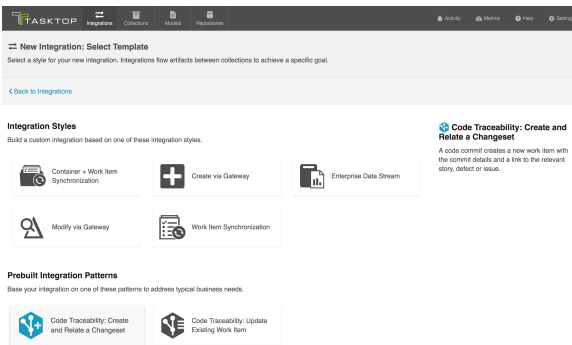 TASKTOP
Integrations
Collections
Models
Repositories
Activity
Metrics
Help
Setting
New Integration: Select Template
Select a style for your new integration. Integrations flow artifacts between collections to achieve a specific goal.
Back to Integrations
Integration Styles
Build a custom integration based on one of these integration styles.
Container + Work Item
Synchronization
Create via Gateway
Enterprise Data Stream
Modify via Gateway
Work Item Synchronization
Prebuilt Integration Patterns
Base your integration on one of these patterns to address typical business needs.
Code Traceability: Create
and Relate a Changeset
Code Traceability: Update
Existing Work Item
Code Traceability: Create and
Relate a Changeset
A code commit creates a new work item with
the commit details and a link to the relevant
story, defect or issue.